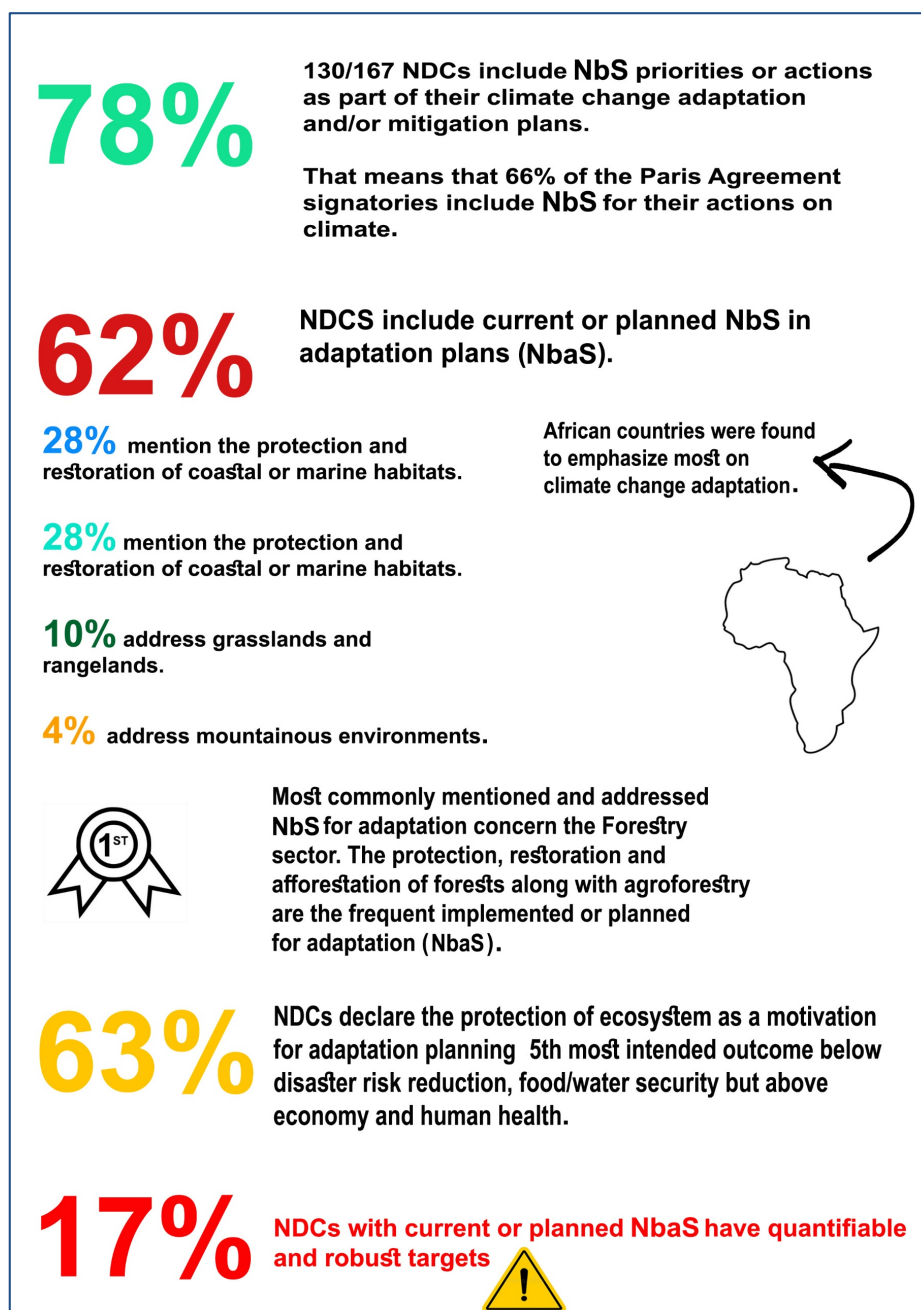 78%
130/167 NDCs include NbS priorities or actions
as part of their climate change adaptation
and/or mitigation plans.
That means that 66% of the Paris Agreement
signatories include NbS for their actions on
climate.
62%
NDCS include current or planned NbS in
adaptation plans (NbaS).
28% mention the protection and
restoration of coastal or marine habitats.
28% mention the protection and
restoration of coastal or marine habitats.
10% address grasslands and
rangelands.
4% address mountainous environments.
African countries were found
to emphasize most on
climate change adaptation.
1ST
Most commonly mentioned and addressed
NbS for adaptation concern the Forestry
sector. The protection, restoration and
afforestation of forests along with agroforestry
are the frequent implemented or planned
for adaptation (NbaS).
63%
NDCs declare the protection of ecosystem as a motivation
for adaptation planning 5th most intended outcome below
disaster risk reduction, food/water security but above
economy and human health.
17%
NDCs with current or planned NbaS have quantifiable
and robust targets
!